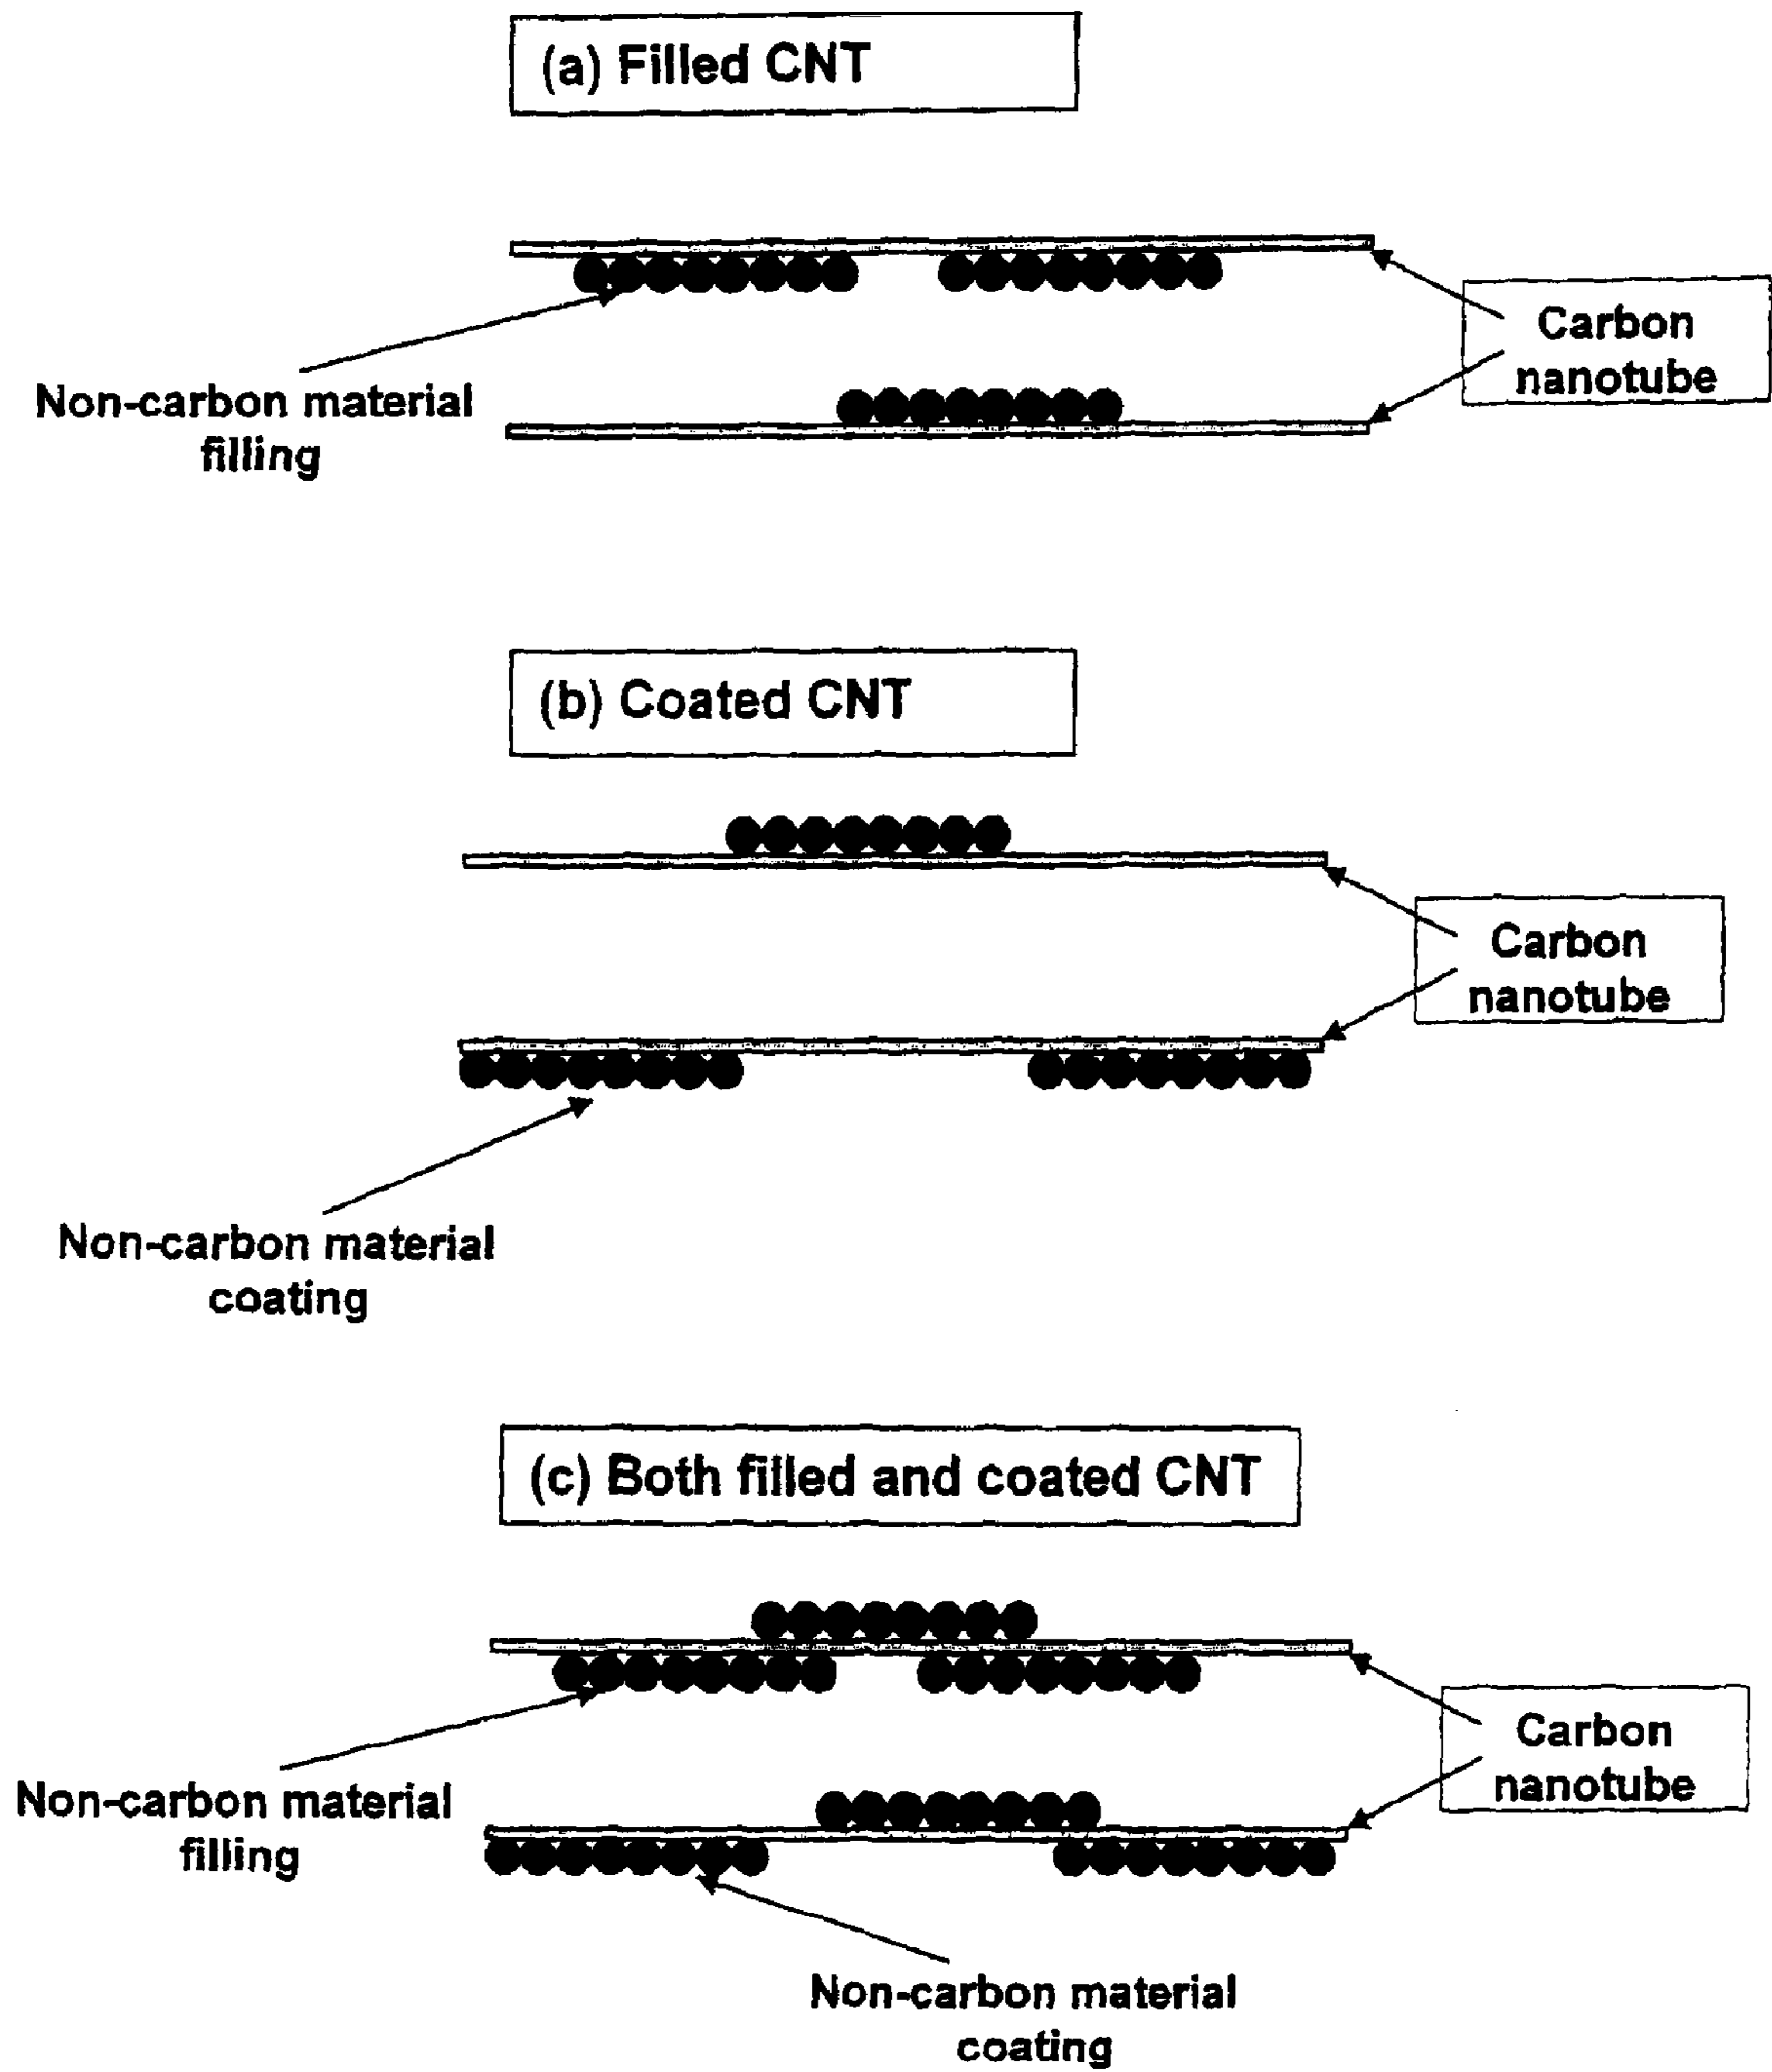 (a) Filled CNT
Carbon
nanotube
Non-carbon material
filling
(b) Coated CNT
Carbon
nanotube
Non-carbon material
coating
(c) Both filled and coated CNT
Carbon
nanotube
Non-carbon material
filling
Non-carbon material
coating